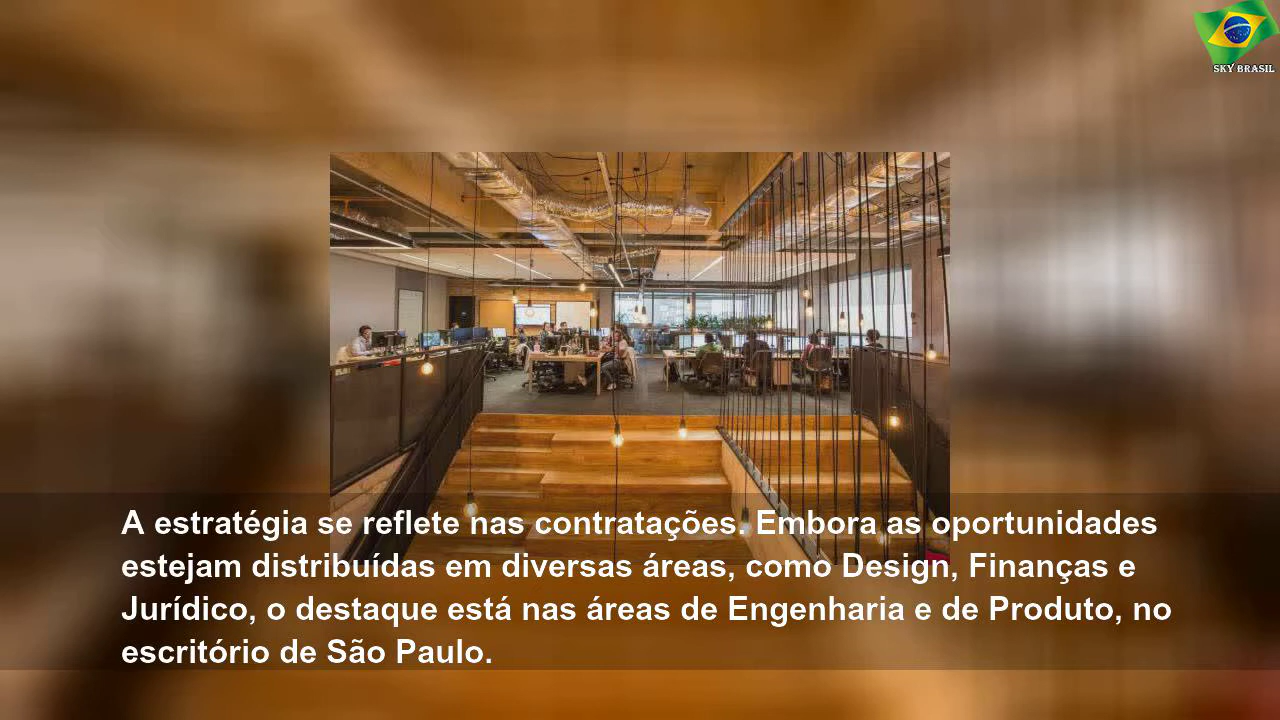 SKY BRASIL
A estratégia se reflete nas contratações. Embora as oportunidades
estejam distribuídas em diversas áreas, como Design, Finanças e
Jurídico, o destaque está nas áreas de Engenharia e de Produto, no
escritório de São Paulo.